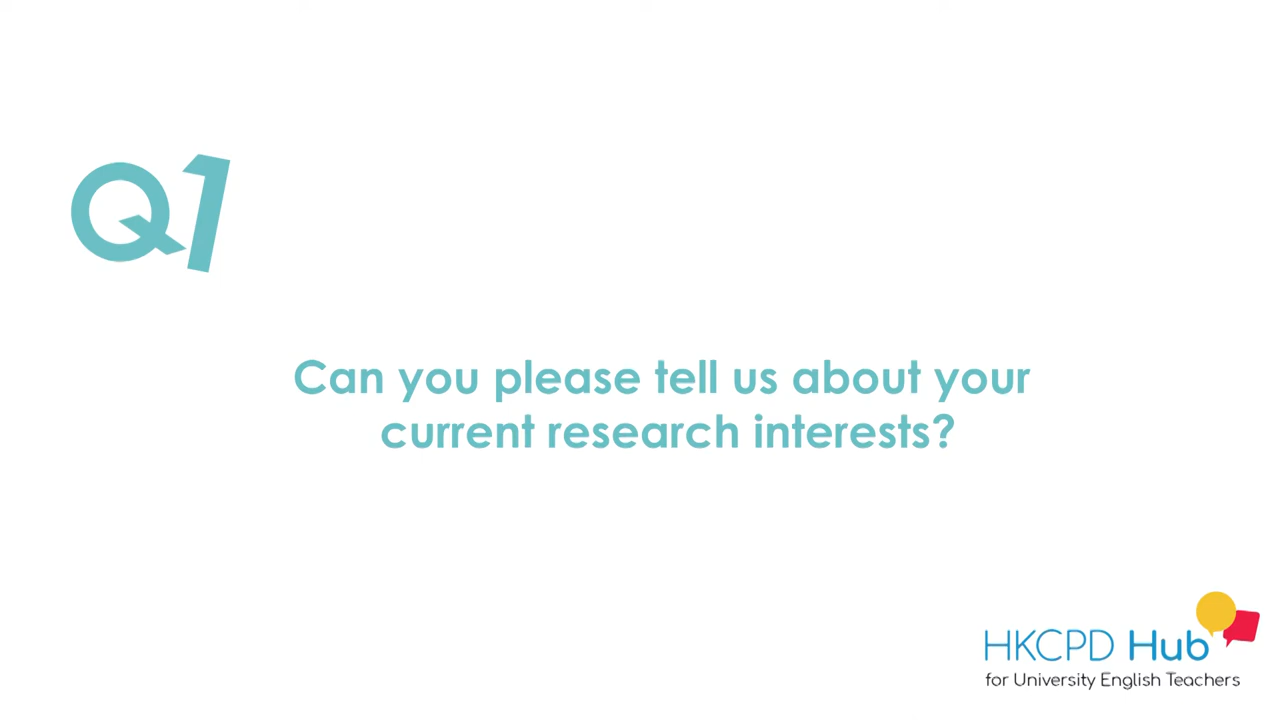 Q1
Can you please tell us about your
current research interests?
HKCPD Hub
for University English Teachers